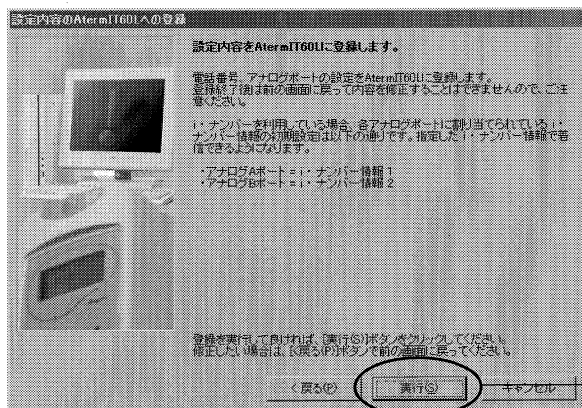 設定内容のAtermIT60Lへの登録
設定内容をAtermIT60Lに登録します。
電話番号、アナログポートの設定をAtermIT60Lに登録します。
登録終了後は前の画面に戻って内容を修正することはできませんので、ご注
意ください。
i・ナンバーを利用している場合、各アナログポートに割り当てられているi・
ナンバー情報の初期設定は以下の通りです。指定したi・ナンバー情報で着
信できるようになります。
・アナログAポート=i・ナンバー情報1
・アナログBポート=i・ナンバー情報2
登録を実行して良ければ、[実行(S)]ボタンをクリックしてください。
修正したい場合は、[<戻る(P)]ボタンで前の画面に戻ってください。
<戻る(P) 実行(S) キャンセル